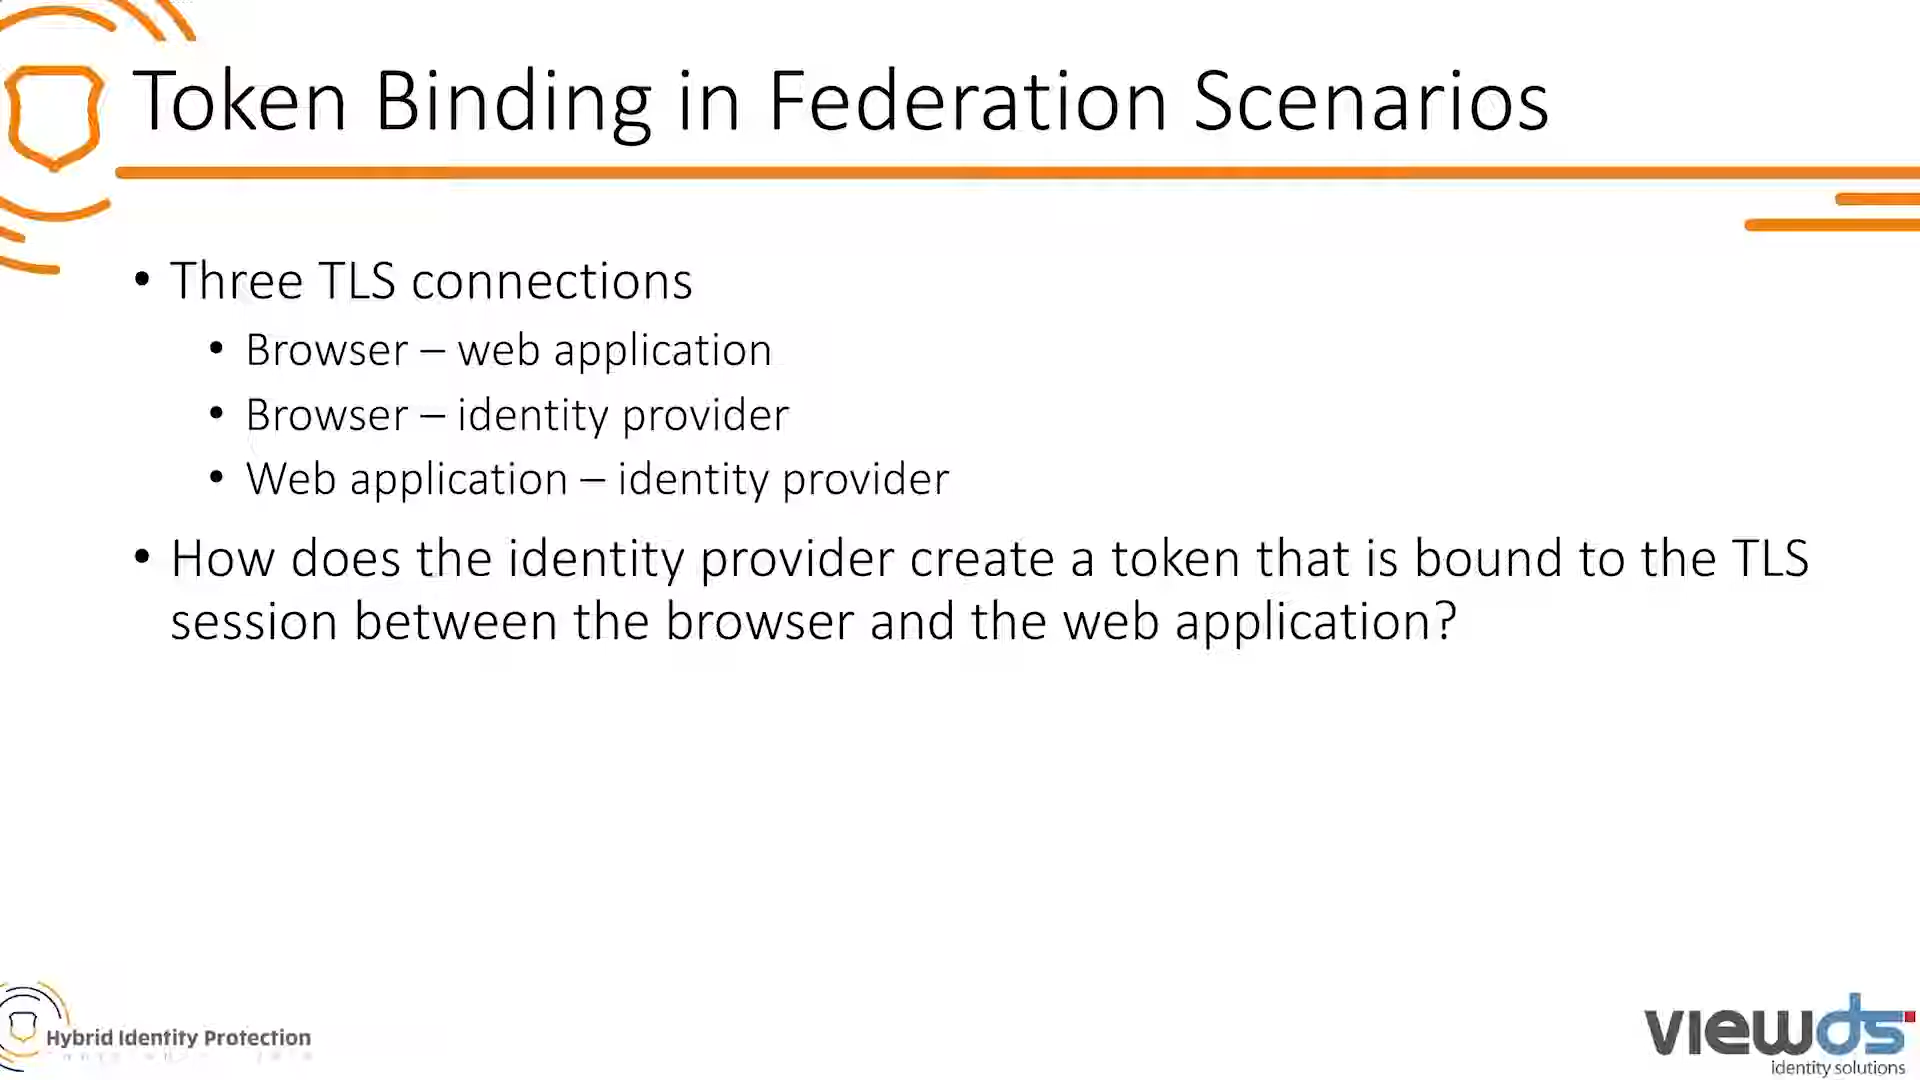 Token Binding in Federation Scenarios
• Three TLS connections
• Browser – web application
• Browser – identity provider
• Web application – identity provider
• How does the identity provider create a token that is bound to the TLS
session between the browser and the web application?
Hybrid Identity Protection
viewds
identity solutions